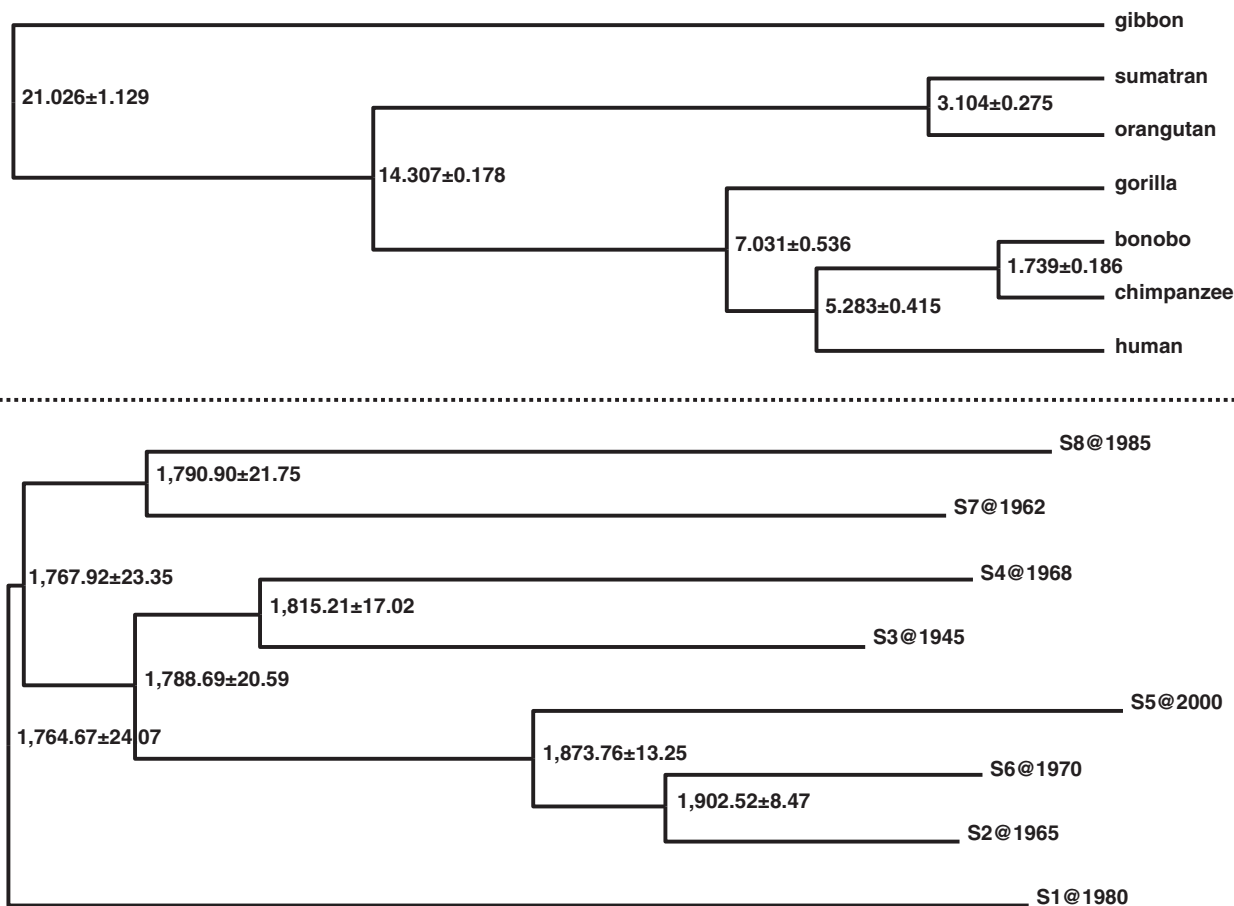 gibbon
sumatran
21.026±1.129
3.104±0.275
orangutan
14.307±0.178
gorilla
7.031±0.536
bonobo
1.739±0.186
chimpanzee
5.283±0.415
human
S8@1985
1,790.90±21.75
S7@1962
1,767.92±23.35
S4@1968
1,815.21±17.02
S3@1945
1,788.69±20.59
S5@2000
1,764.67±24.07
1,873.76±13.25
S6@1970
1,902.52±8.47
S2@1965
S1@1980